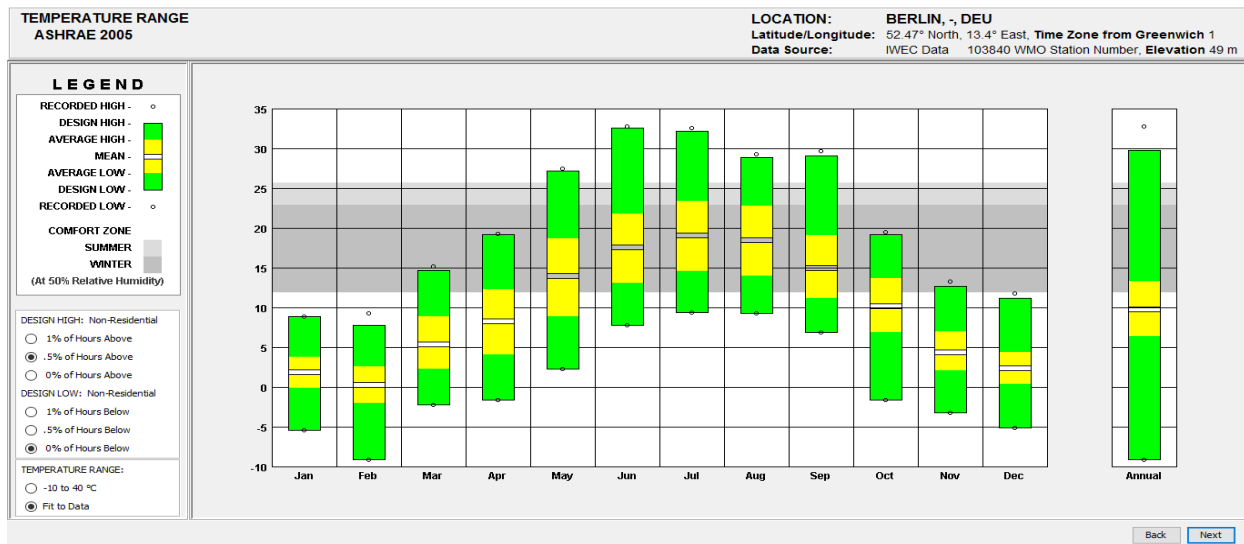 TEMPERATURE RANGE
ASHRAE 2005
LOCATION: BERLIN, -, DEU
Latitude/Longitude: 52.47° North, 13.4° East, Time Zone from Greenwich 1
Data Source: IWEC Data 103840 WMO Station Number, Elevation 49 m
LEGEND
RECORDED HIGH -
DESIGN HIGH -
AVERAGE HIGH -
MEAN -
AVERAGE LOW -
DESIGN LOW -
RECORDED LOW -
COMFORT ZONE
SUMMER
WINTER
(At 50% Relative Humidity)
DESIGN HIGH: Non-Residential
1% of Hours Above
.5% of Hours Above
0% of Hours Above
DESIGN LOW: Non-Residential
1% of Hours Below
.5% of Hours Below
0% of Hours Below
TEMPERATURE RANGE:
-10 to 40 °C
Fit to Data
35
30
25
20
15
10
5
0
-5
-10
Jan Feb Mar Apr May Jun Jul Aug Sep Oct Nov Dec Annual
Back Next